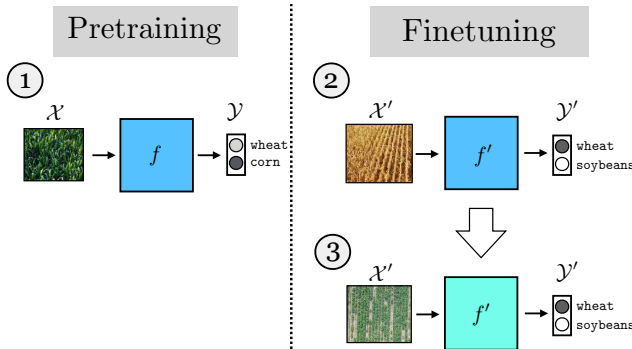 Pretraining
1
𝒳
f
𝒴
wheat
corn
Finetuning
2
𝒳′
f′
𝒴′
wheat
soybeans
3
𝒳′
f′
𝒴′
wheat
soybeans